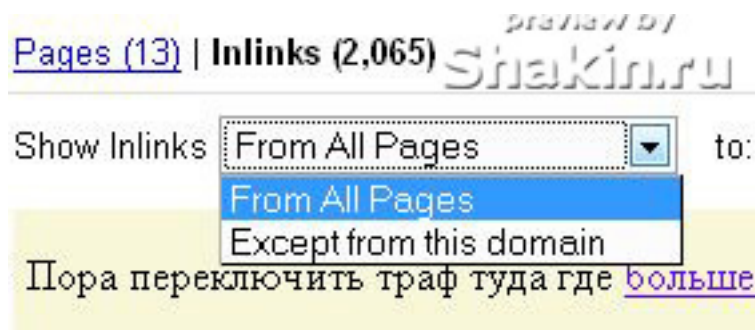 preview by
Pages (13) | Inlinks (2,065) Shakin.ru
Show Inlinks From All Pages to:
From All Pages
Except from this domain
Пора переключить траф туда где больше